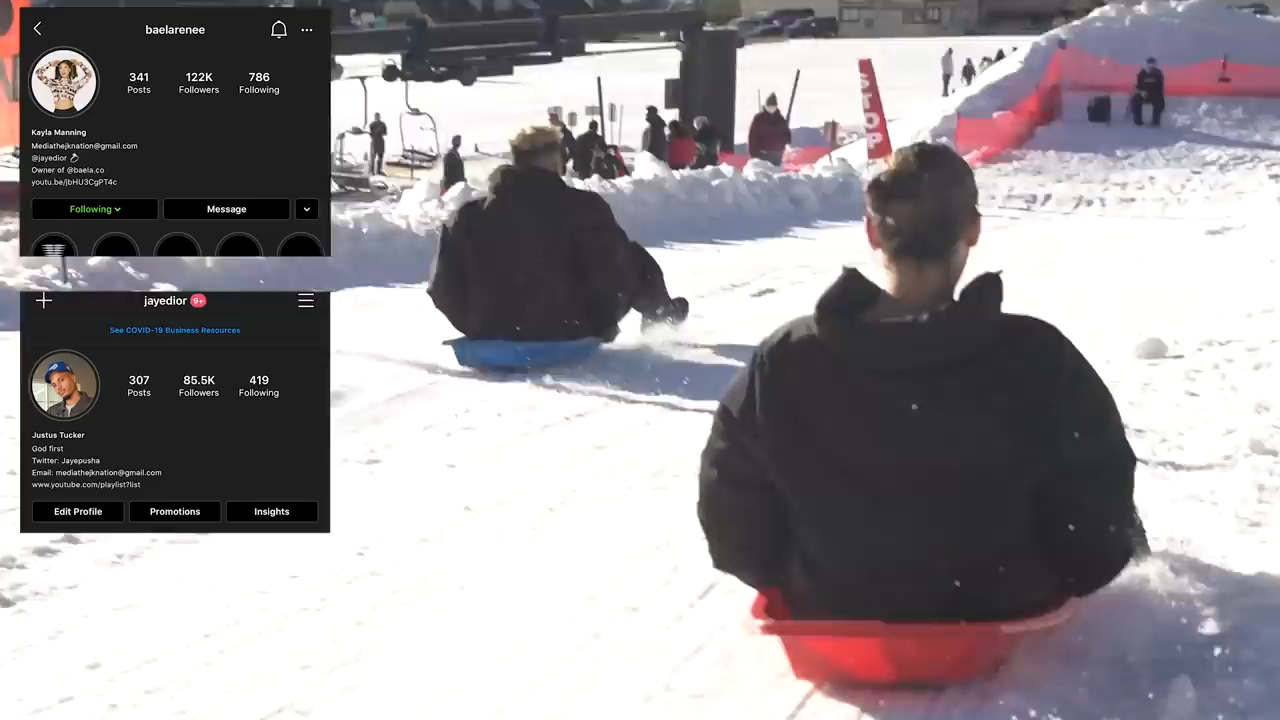 baelarenee
341 122K 786
Posts Followers Following
Kayla Manning
Mediathejknation@gmail.com
@jayedior
Owner of @baela.co
youtu.be/jbHU3CgPT4c
Following Message
jayedior 9+
See COVID-19 Business Resources
307 85.5K 419
Posts Followers Following
Justus Tucker
God first
Twitter: Jayepusha
Email: mediathejknation@gmail.com
www.youtube.com/playlist?list
Edit Profile Promotions Insights
STOP